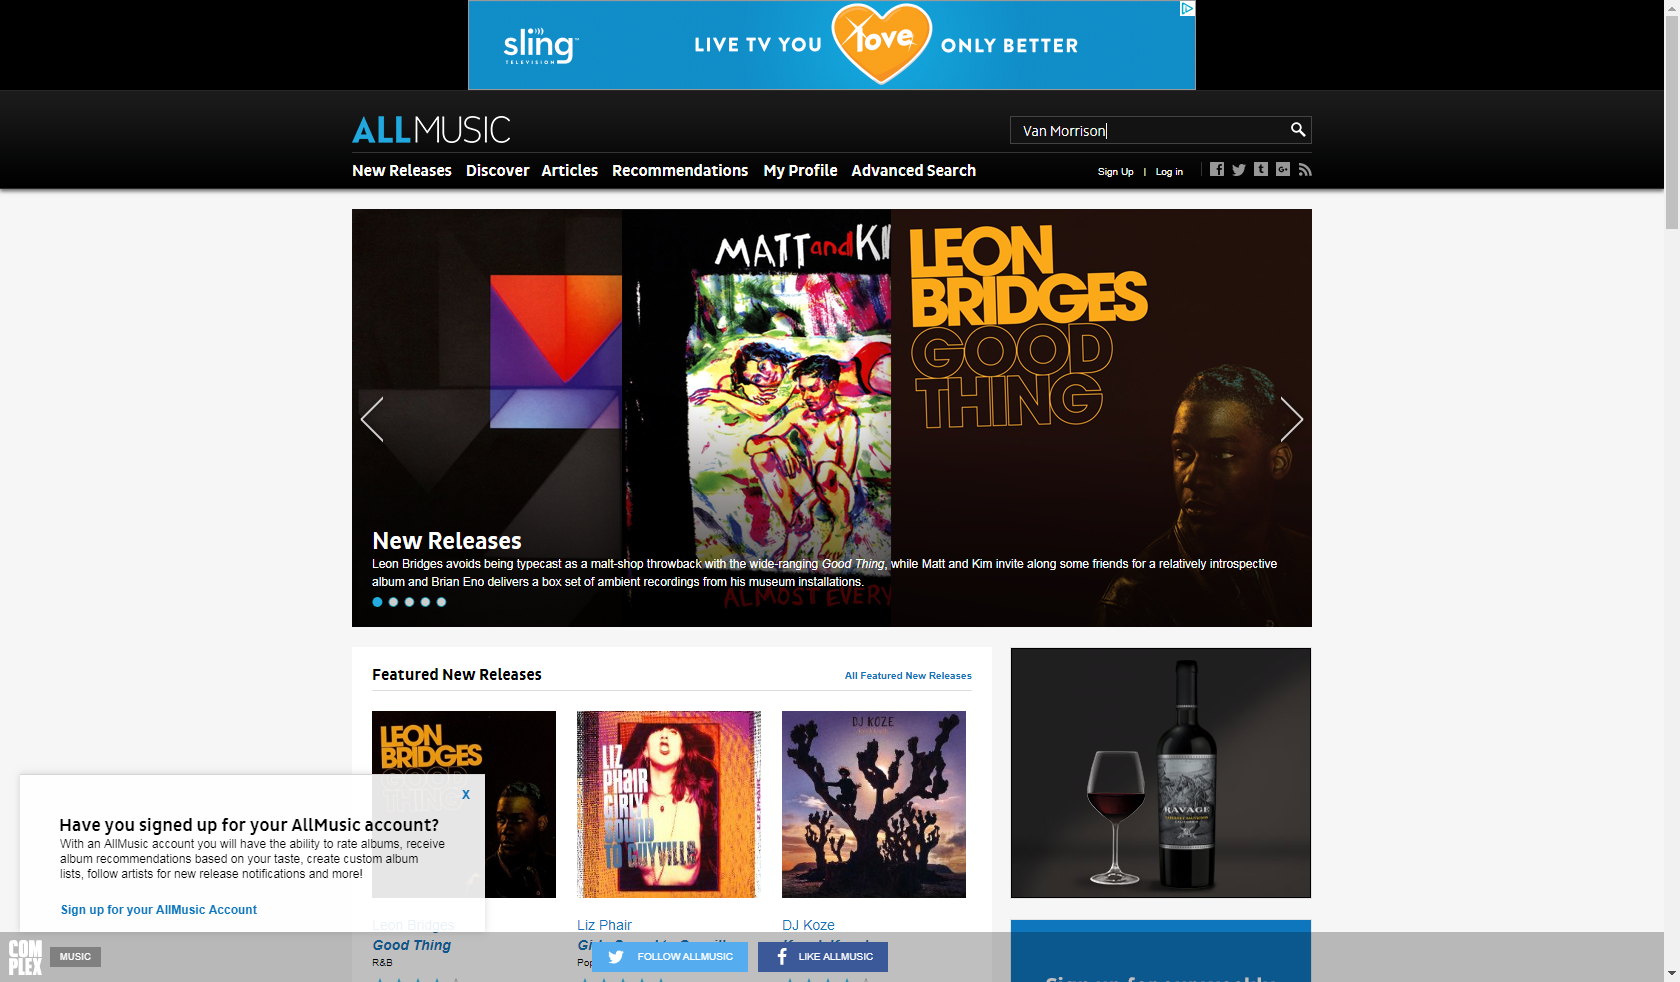 sling
TELEVISION
LIVE TV YOU love ONLY BETTER
ALLMUSIC
Van Morrison
New Releases Discover Articles Recommendations My Profile Advanced Search
Sign Up | Log in
MATT and KI
ALMOST EVERY
LEON
BRIDGES
GOOD
THING
New Releases
Leon Bridges avoids being typecast as a malt-shop throwback with the wide-ranging Good Thing, while Matt and Kim invite along some friends for a relatively introspective
album and Brian Eno delivers a box set of ambient recordings from his museum installations.
Featured New Releases
All Featured New Releases
LEON
BRIDGES
GOOD
THING
LIZ
PHAIR
GIRLY
SOUND
TO GUYVILLE
LIZ PHAIR
DJ KOZE
RAVAGE
CABERNET SAUVIGNON
CALIFORNIA
X
Have you signed up for your AllMusic account?
With an AllMusic account you will have the ability to rate albums, receive
album recommendations based on your taste, create custom album
lists, follow artists for new release notifications and more!
Sign up for your AllMusic Account
Leon Bridges
Good Thing
R&B
Liz Phair
Pop
DJ Koze
COM
PLEX
MUSIC
FOLLOW ALLMUSIC
LIKE ALLMUSIC